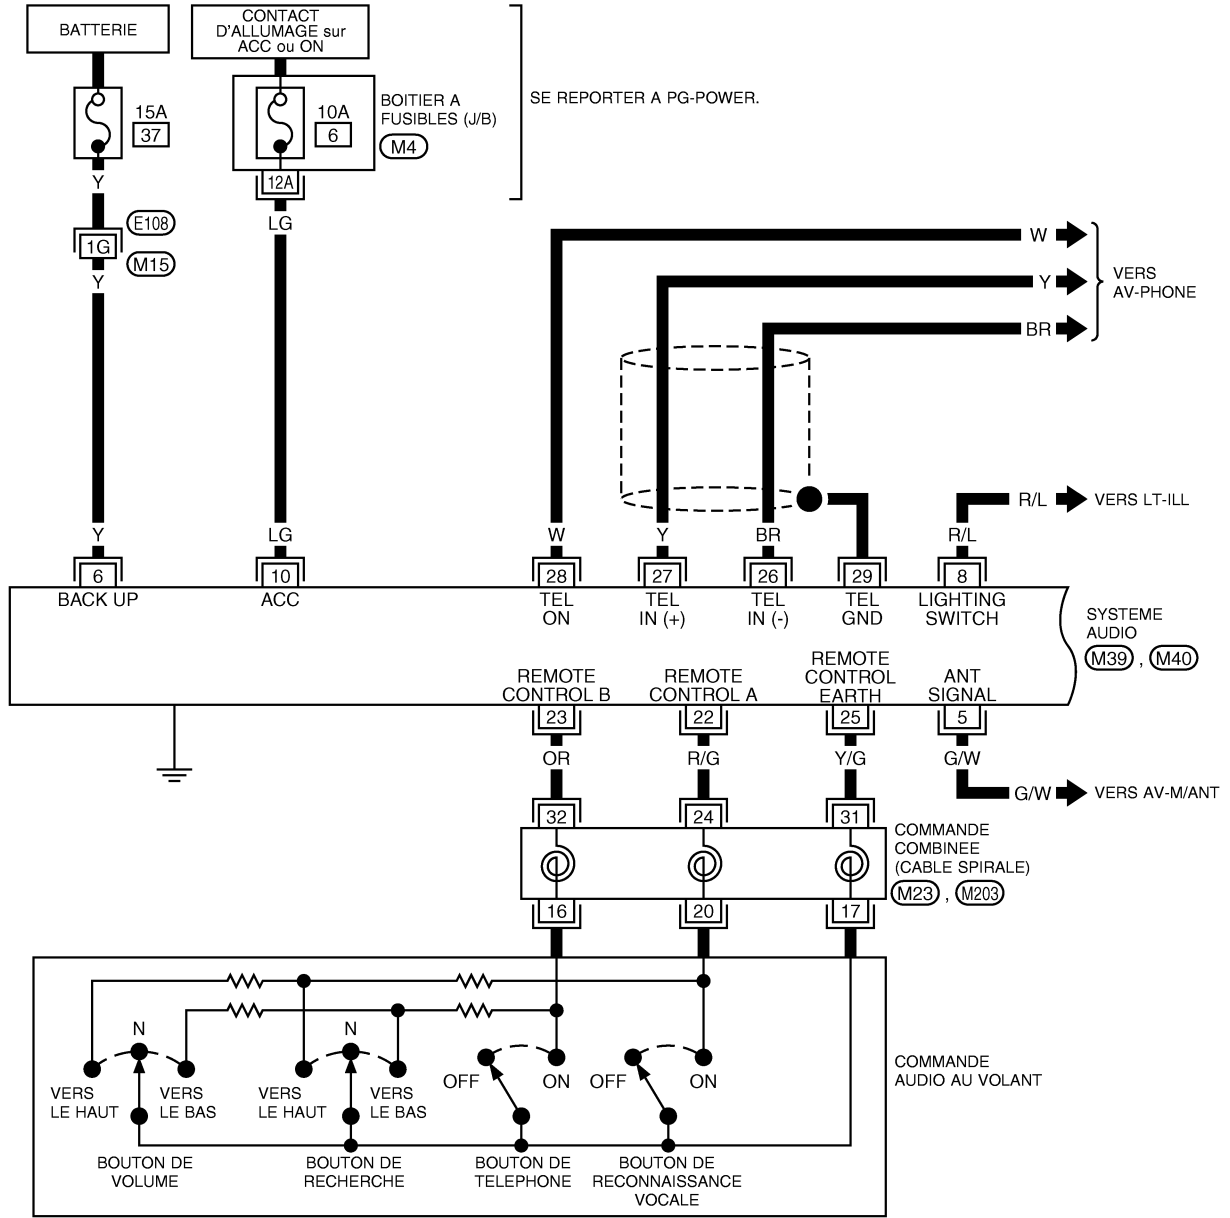 BATTERIE
CONTACT
D'ALLUMAGE sur
ACC ou ON
15A
37
10A
6
BOITIER A
FUSIBLES (J/B)
M4
SE REPORTER A PG-POWER.
Y
12A
LG
E108
1G
M15
Y
W
Y
BR
VERS
AV-PHONE
R/L
VERS LT-ILL
Y
LG
W
Y
BR
R/L
6
10
28
27
26
29
8
BACK UP
ACC
TEL
ON
TEL
IN (+)
TEL
IN (-)
TEL
GND
LIGHTING
SWITCH
SYSTEME
AUDIO
M39 , M40
REMOTE
CONTROL B
REMOTE
CONTROL A
REMOTE
CONTROL
EARTH
ANT
SIGNAL
23
22
25
5
OR
R/G
Y/G
G/W
G/W
VERS AV-M/ANT
32
24
31
COMMANDE
COMBINEE
(CABLE SPIRALE)
M23 , M203
16
20
17
N
N
VERS
LE HAUT
VERS
LE BAS
VERS
LE HAUT
VERS
LE BAS
OFF
ON
OFF
ON
COMMANDE
AUDIO AU VOLANT
BOUTON DE
VOLUME
BOUTON DE
RECHERCHE
BOUTON DE
TELEPHONE
BOUTON DE
RECONNAISSANCE
VOCALE